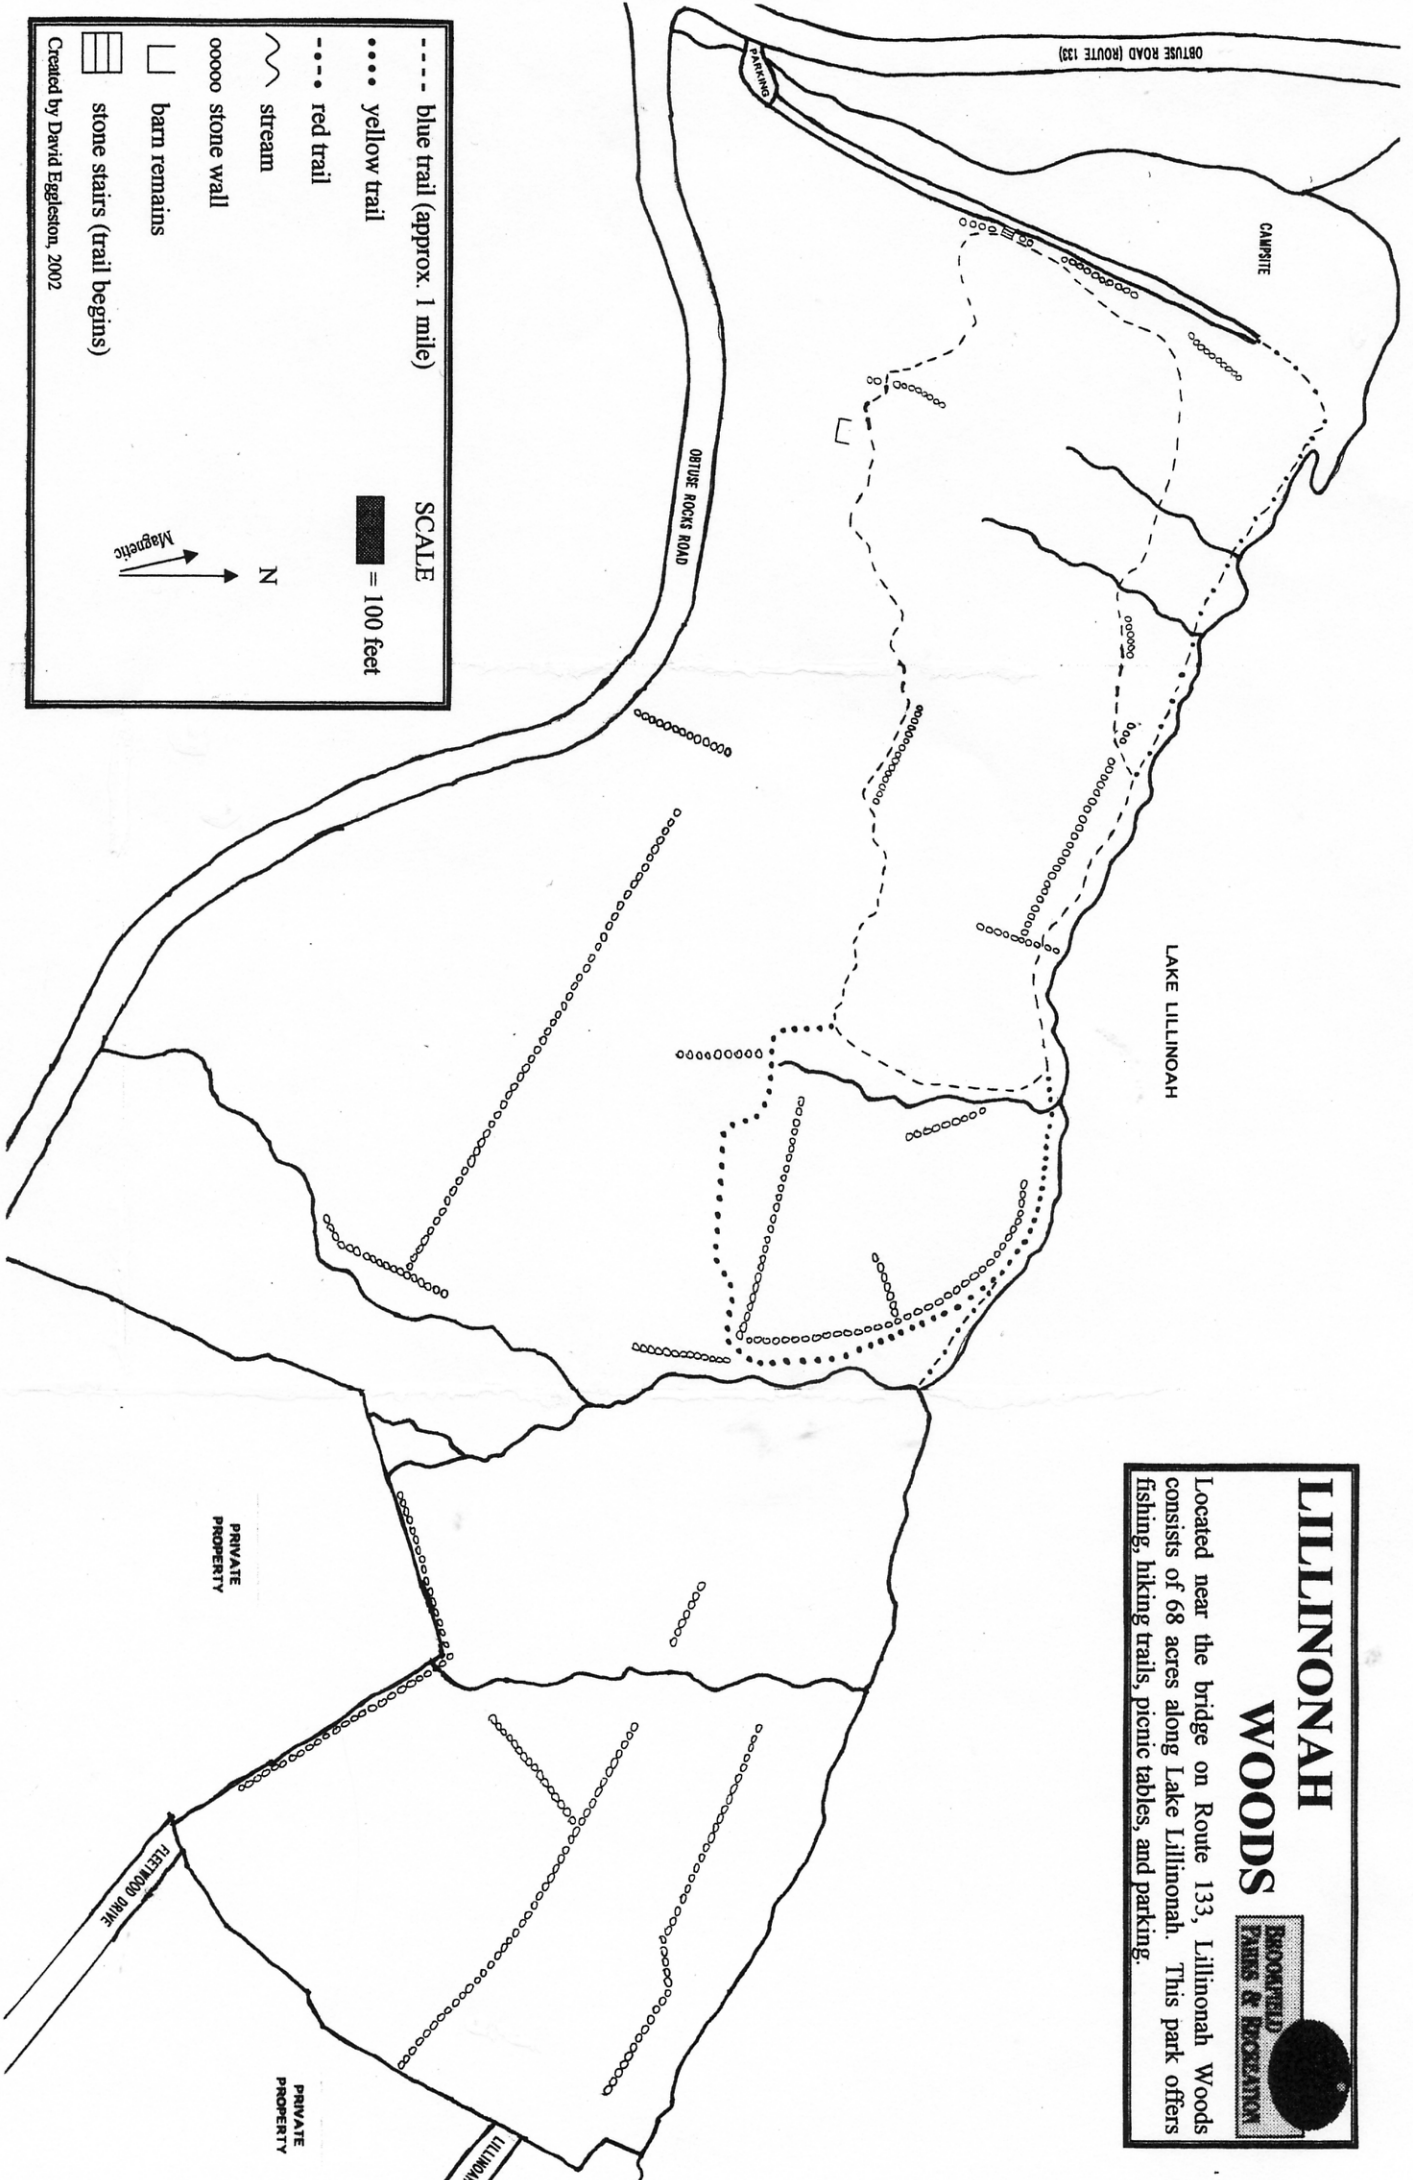 LILLINONAH
WOODS
BROOKFIELD
PARKS & RECREATION
Located near the bridge on Route 133, Lillinonah Woods
consists of 68 acres along Lake Lillinonah. This park offers
fishing, hiking trails, picnic tables, and parking.
OBTUSE ROAD (ROUTE 133)
PARKING
CAMPSITE
LAKE LILLINOAH
OBTUSE ROCKS ROAD
PRIVATE
PROPERTY
FLEETWOOD DRIVE
PRIVATE
PROPERTY
LILLINOA
blue trail (approx. 1 mile)
yellow trail
red trail
stream
stone wall
barn remains
stone stairs (trail begins)
Created by David Eggleston, 2002
SCALE
= 100 feet
N
Magnetic